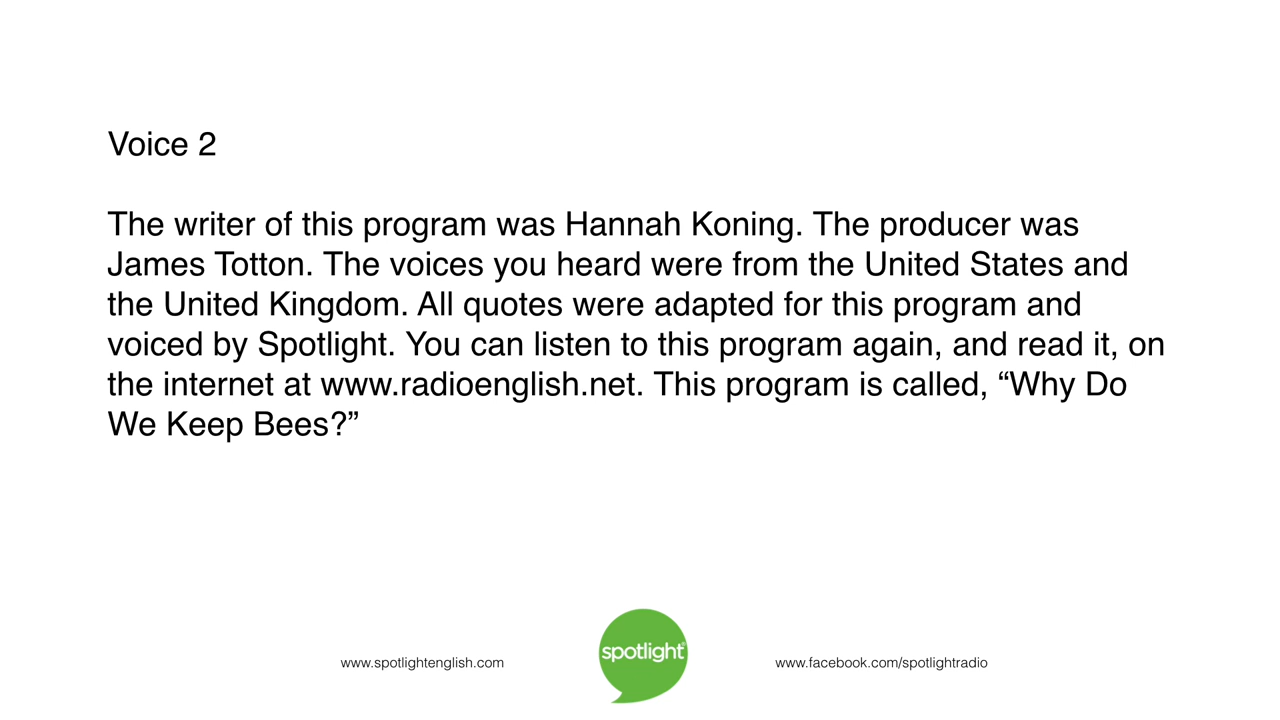 Voice 2
The writer of this program was Hannah Koning. The producer was
James Totton. The voices you heard were from the United States and
the United Kingdom. All quotes were adapted for this program and
voiced by Spotlight. You can listen to this program again, and read it, on
the internet at www.radioenglish.net. This program is called, “Why Do
We Keep Bees?”
www.spotlightenglish.com
spotlight®
www.facebook.com/spotlightradio